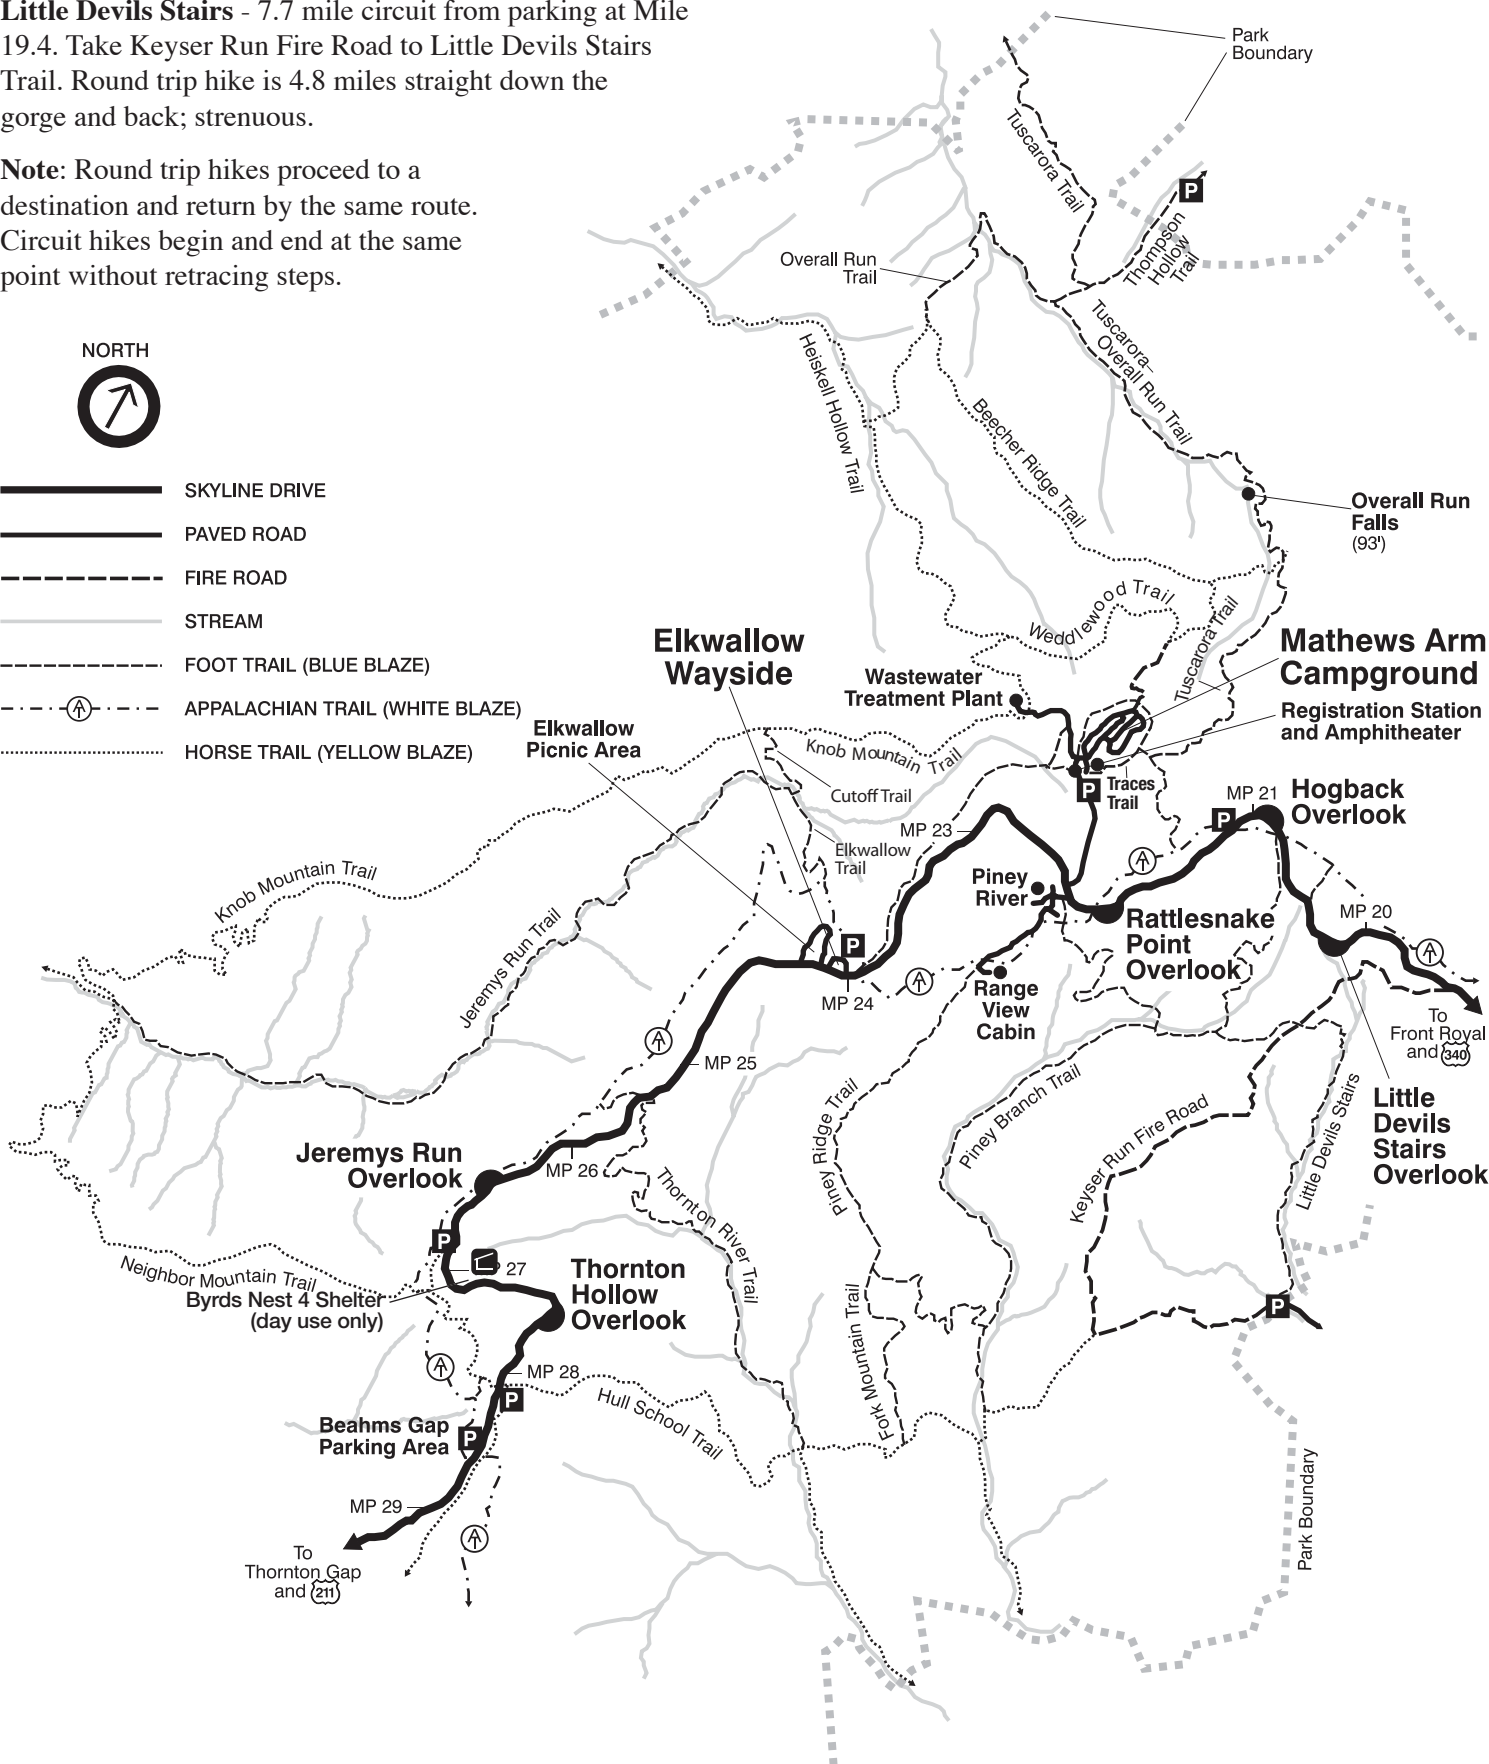 Little Devils Stairs - 7.7 mile circuit from parking at Mile
19.4. Take Keyser Run Fire Road to Little Devils Stairs
Trail. Round trip hike is 4.8 miles straight down the
gorge and back; strenuous.
Note: Round trip hikes proceed to a
destination and return by the same route.
Circuit hikes begin and end at the same
point without retracing steps.
NORTH
SKYLINE DRIVE
PAVED ROAD
FIRE ROAD
STREAM
FOOT TRAIL (BLUE BLAZE)
APPALACHIAN TRAIL (WHITE BLAZE)
HORSE TRAIL (YELLOW BLAZE)
Park
Boundary
Tuscarora Trail
P
Thompson
Hollow
Trail
Overall Run
Trail
Tuscarora–
Overall Run Trail
Heiskell Hollow Trail
Beecher Ridge Trail
Overall Run
Falls
(93')
Weddlewood Trail
Tuscarora Trail
Elkwallow
Wayside
Mathews Arm
Campground
Wastewater
Treatment Plant
Registration Station
and Amphitheater
Elkwallow
Picnic Area
Knob Mountain Trail
Cutoff Trail
Traces
Trail
P
MP 21
Hogback
Overlook
P
MP 23
Elkwallow
Trail
Knob Mountain Trail
Piney
River
Rattlesnake
Point
Overlook
MP 20
Jeremys Run Trail
P
MP 24
Range
View
Cabin
To
Front Royal
and 340
MP 25
Piney Ridge Trail
Piney Branch Trail
Keyser Run Fire Road
Little Devils Stairs
Little
Devils
Stairs
Overlook
Jeremys Run
Overlook
MP 26
Thornton River Trail
P
P 27
Neighbor Mountain Trail
Byrds Nest 4 Shelter
(day use only)
Thornton
Hollow
Overlook
P
Fork Mountain Trail
MP 28
P
Hull School Trail
Beahms Gap
Parking Area
P
MP 29
Park Boundary
To
Thornton Gap
and 211